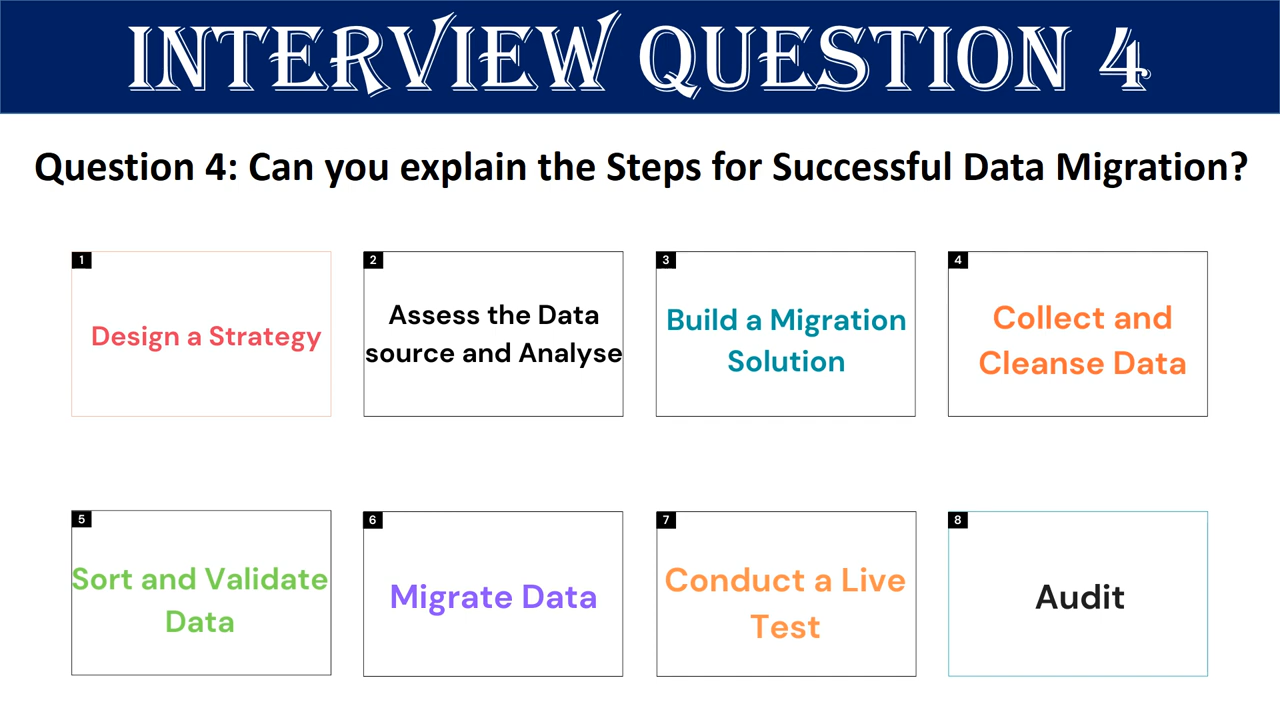 INTERVIEW QUESTION 4
Question 4: Can you explain the Steps for Successful Data Migration?
1
Design a Strategy
2
Assess the Data
source and Analyse
3
Build a Migration
Solution
4
Collect and
Cleanse Data
5
Sort and Validate
Data
6
Migrate Data
7
Conduct a Live
Test
8
Audit